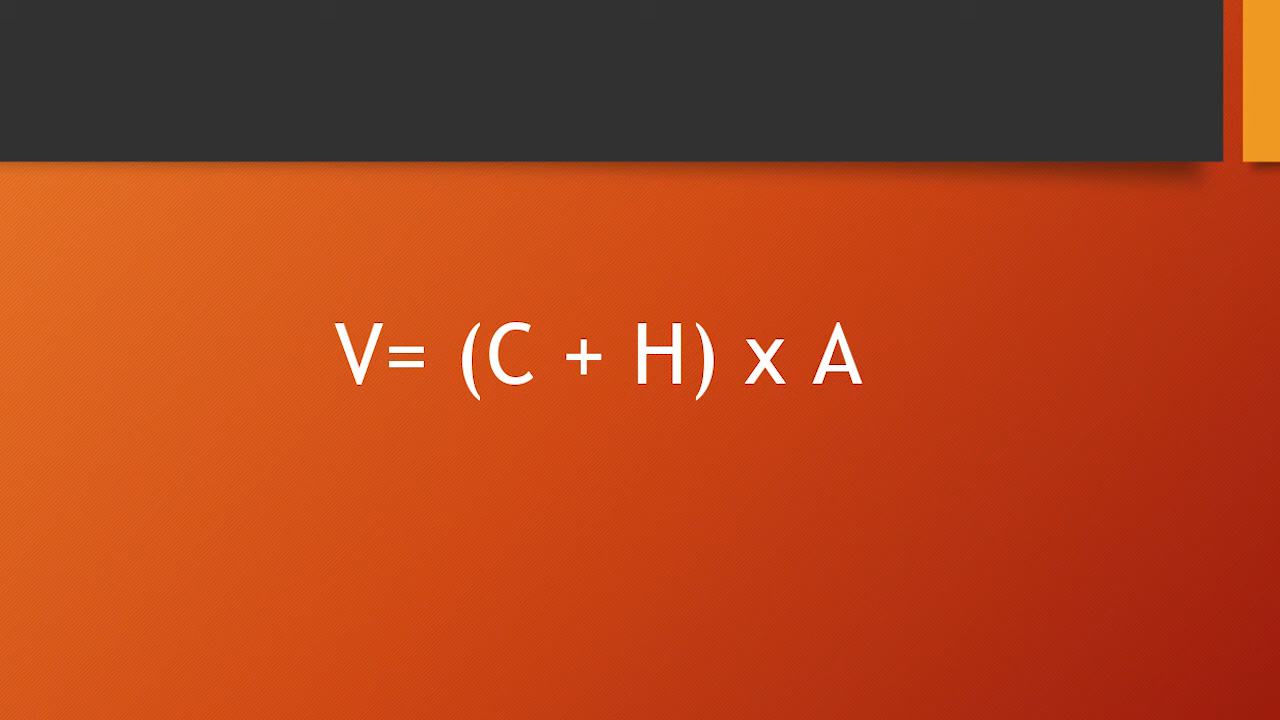 V= (C + H) x A